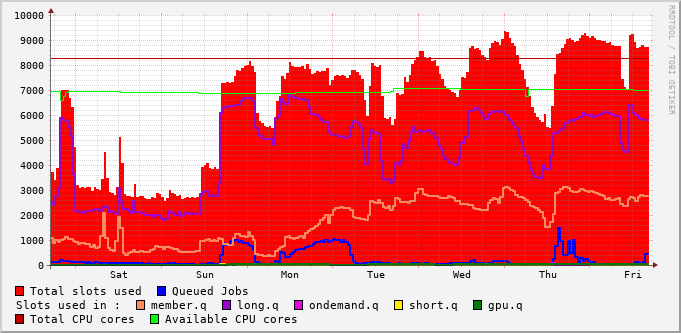 10000
9000
8000
7000
6000
5000
4000
3000
2000
1000
0
Sat Sun Mon Tue Wed Thu Fri
RRDTOOL / TOBI OETIKER
Total slots used Queued Jobs
Slots used in : member.q long.q ondemand.q short.q gpu.q
Total CPU cores Available CPU cores